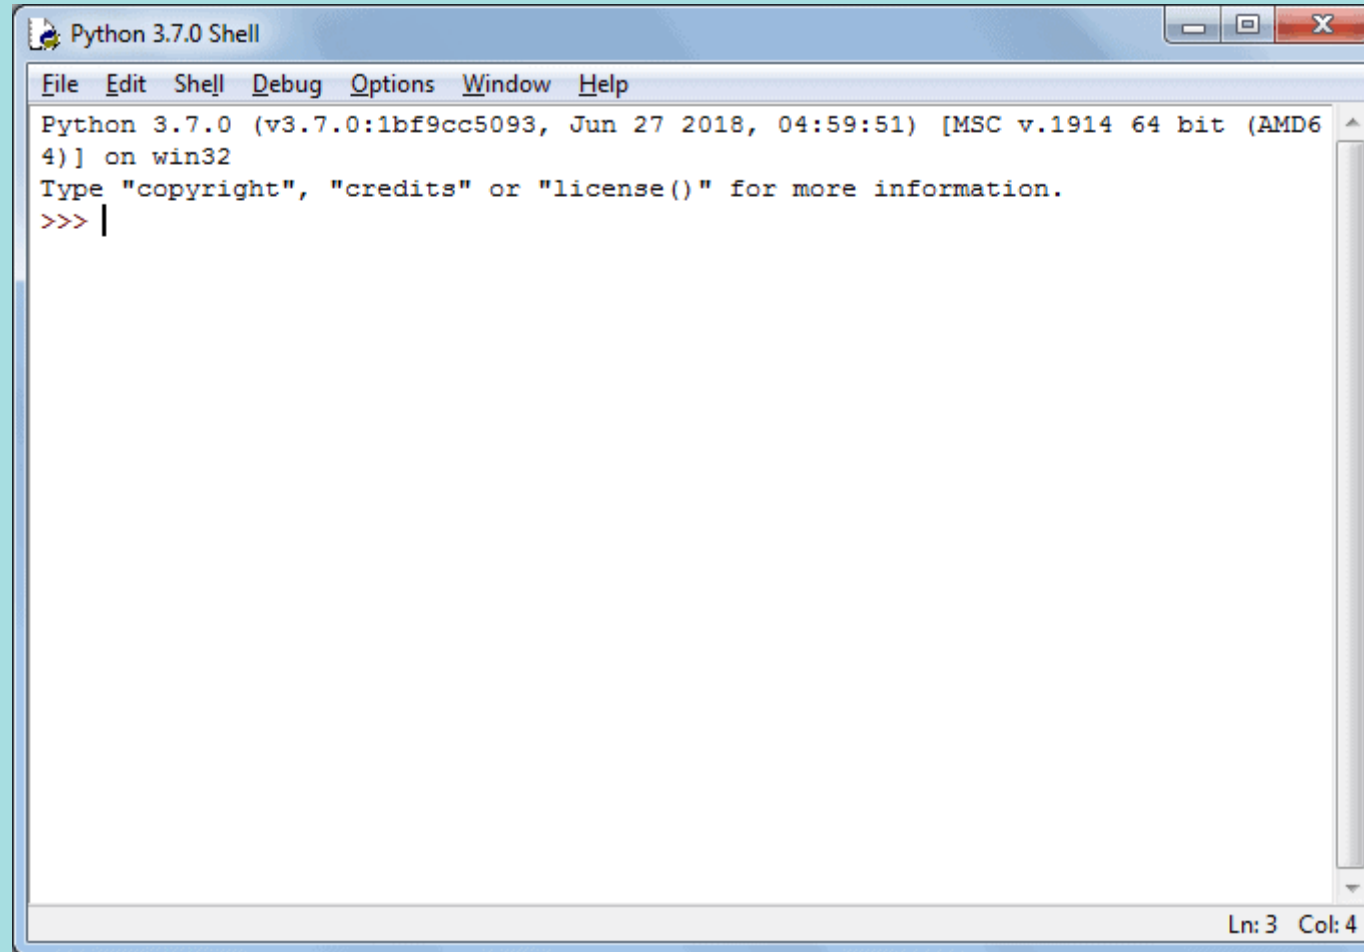 Python 3.7.0 Shell
File Edit Shell Debug Options Window Help
Python 3.7.0 (v3.7.0:1bf9cc5093, Jun 27 2018, 04:59:51) [MSC v.1914 64 bit (AMD6
4)] on win32
Type "copyright", "credits" or "license()" for more information.
>>>
Ln: 3 Col: 4